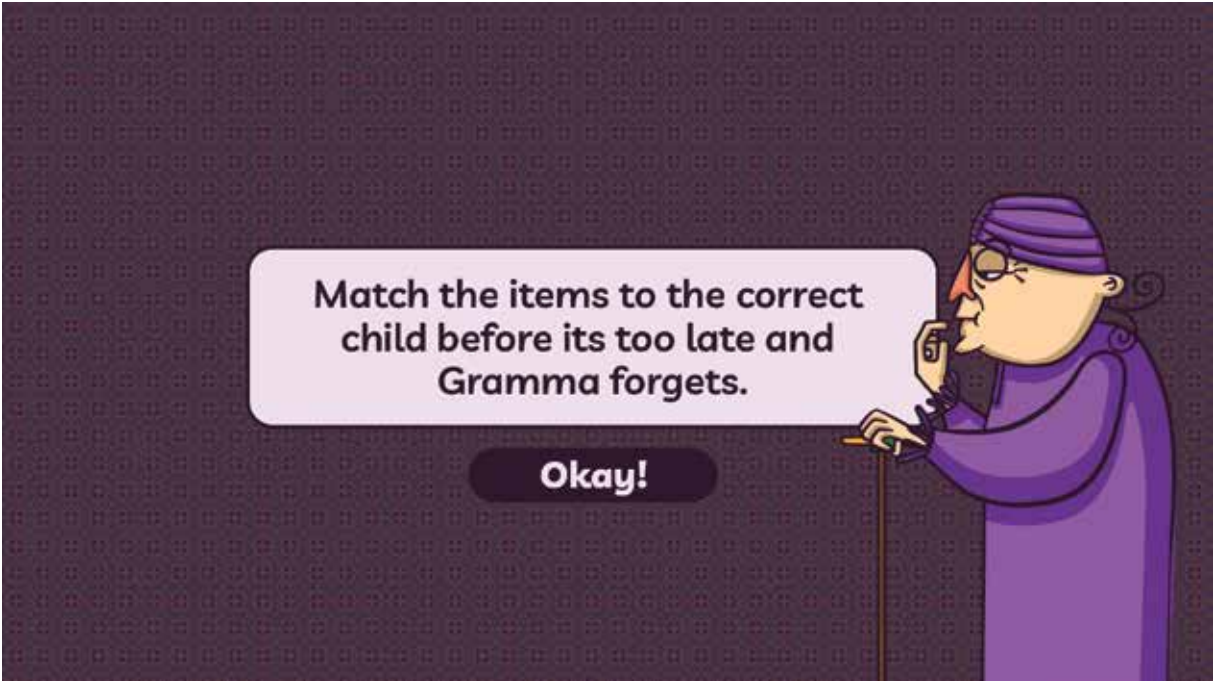 Match the items to the correct
child before its too late and
Gramma forgets.
Okay!